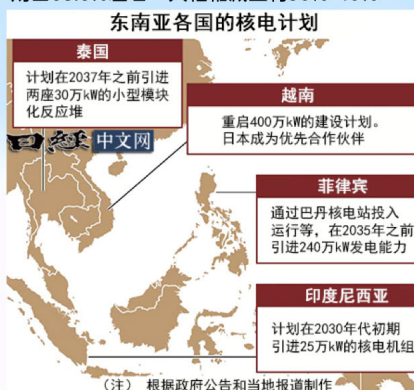 东南亚各国的核电计划
泰国
计划在2037年之前引进
两座30万kW的小型模块
化反应堆
日経中文网
越南
重启400万kW的建设计划。
日本成为优先合作伙伴
菲律宾
通过巴丹核电站投入
运行等，在2035年之前
引进240万kW发电能力
印度尼西亚
计划在2030年代初期
引进25万kW的核电机组
（注） 根据政府公告和当地报道制作